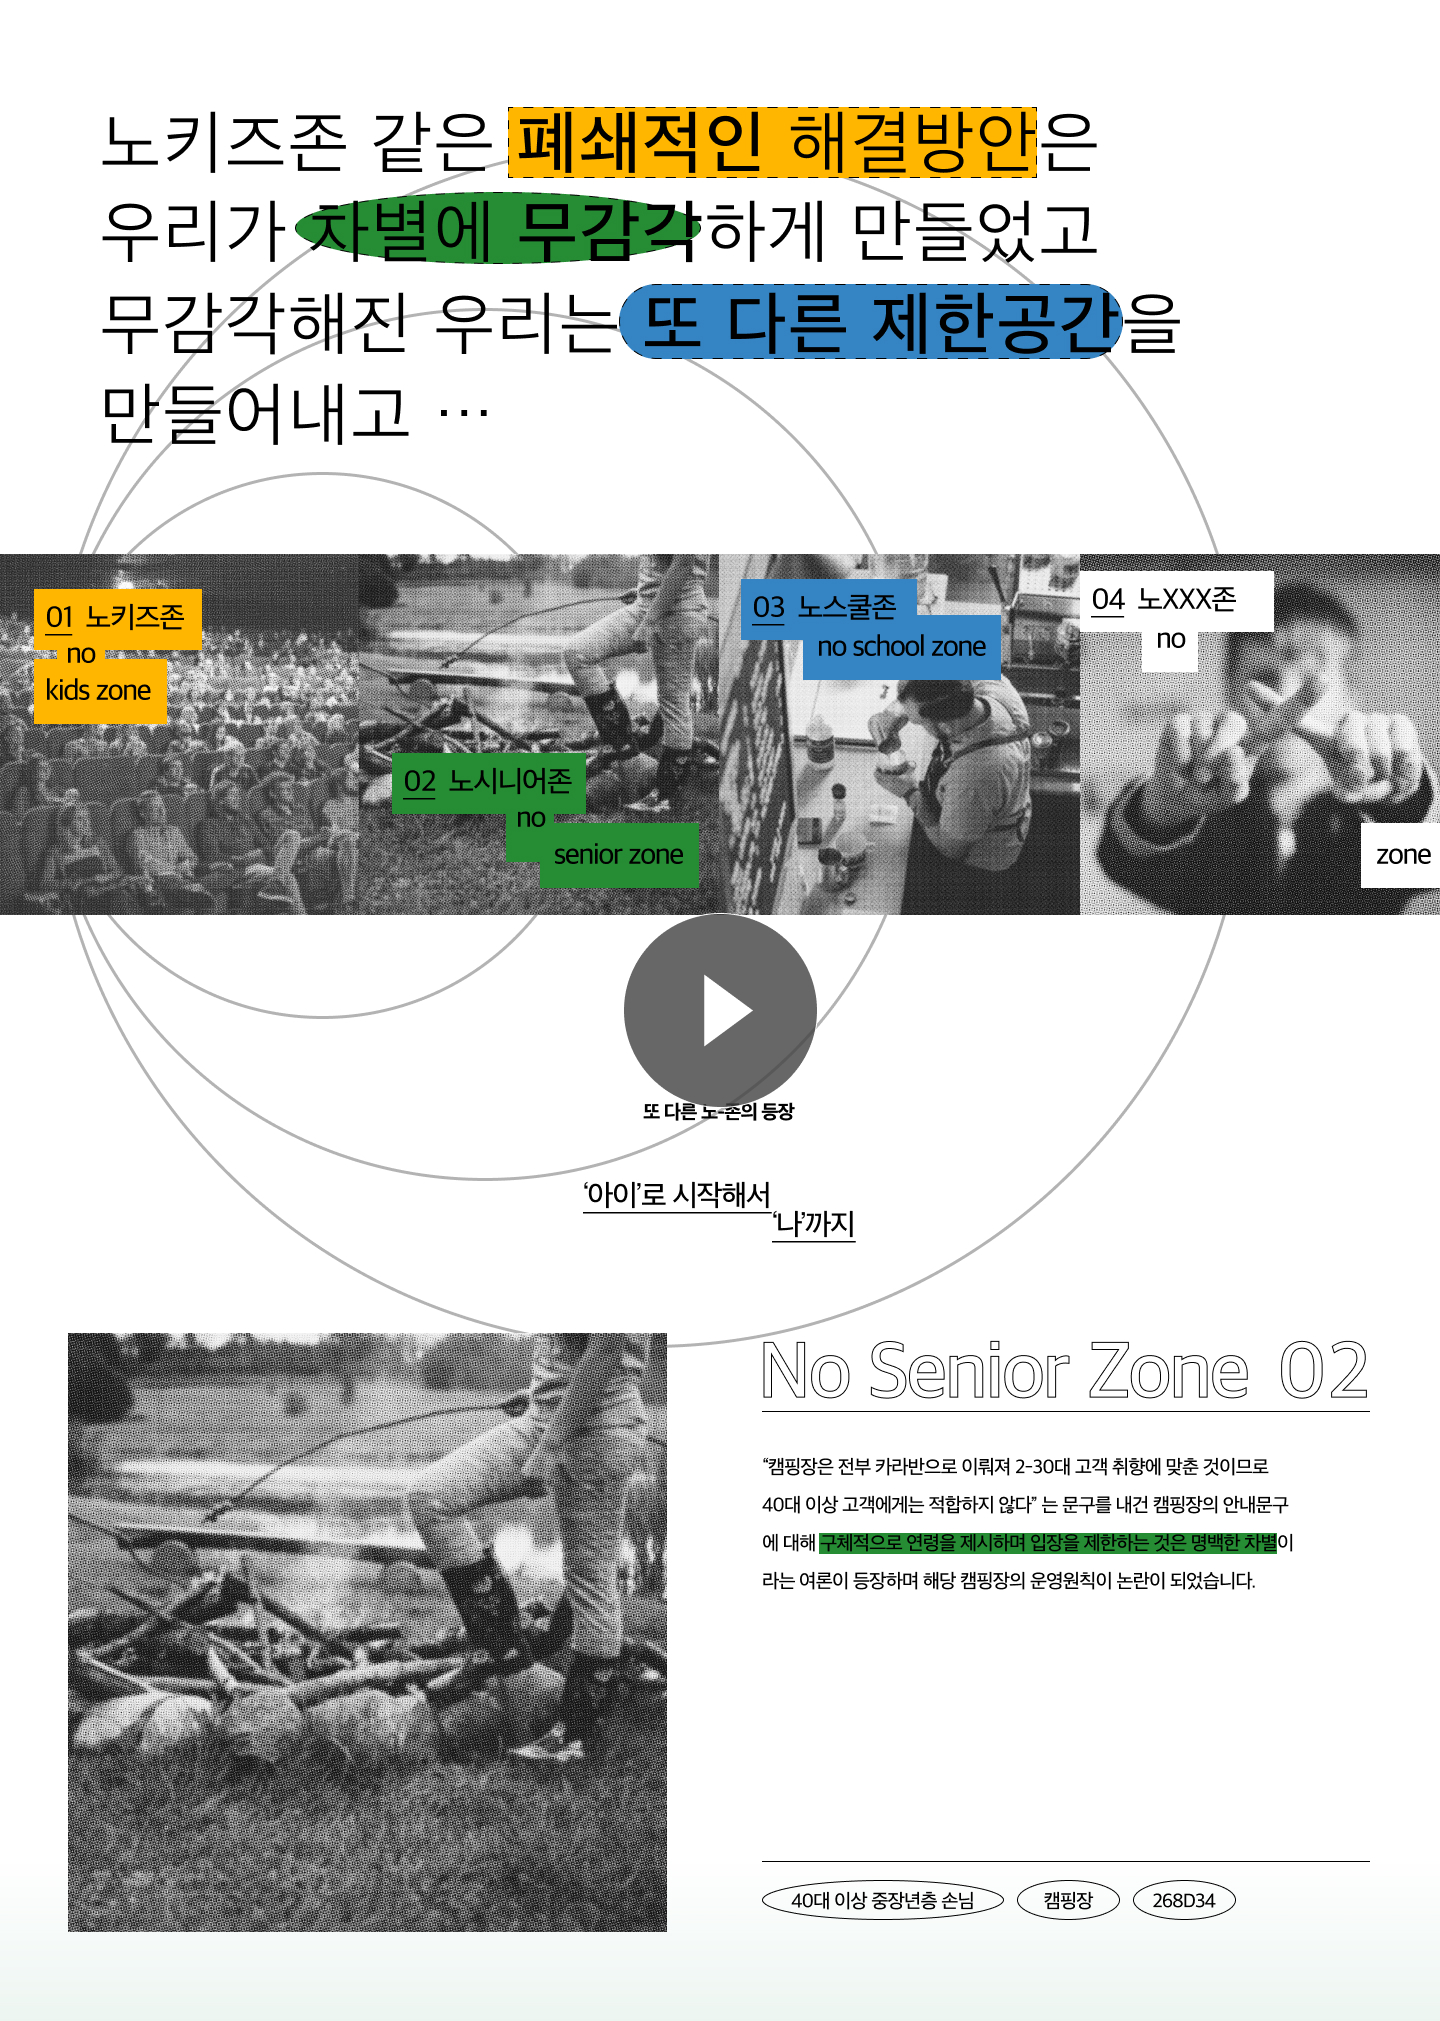 노키즈존 같은 폐쇄적인 해결방안은
우리가 차별에 무감각하게 만들었고
무감각해진 우리는 또 다른 제한공간을
만들어내고 …
01 노키즈존
no
kids zone
02 노시니어존
no
senior zone
03 노스쿨존
no school zone
04 노XXX존
no
zone
또 다른 노-존의 등장
‘아이’로 시작해서
‘나’까지
No Senior Zone 02
“캠핑장은 전부 카라반으로 이뤄져 2-30대 고객 취향에 맞춘 것이므로
40대 이상 고객에게는 적합하지 않다” 는 문구를 내건 캠핑장의 안내문구
에 대해 구체적으로 연령을 제시하며 입장을 제한하는 것은 명백한 차별이
라는 여론이 등장하며 해당 캠핑장의 운영원칙이 논란이 되었습니다.
40대 이상 중장년층 손님
캠핑장
268D34